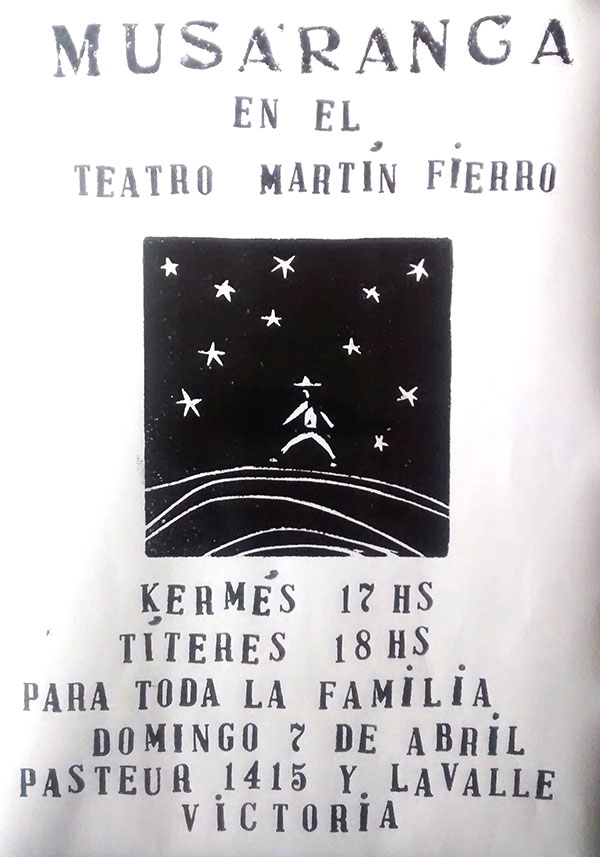 MUSARANGA
EN EL
TEATRO MARTÍN FiERRO
KERMÉS 17 HS
TÍTERES 18 HS
PARA TODA LA FAMiLiA
DOMINGO 7 DE ABRiL
PASTEUR 1415 Y LAVALLE
ViCTORiA